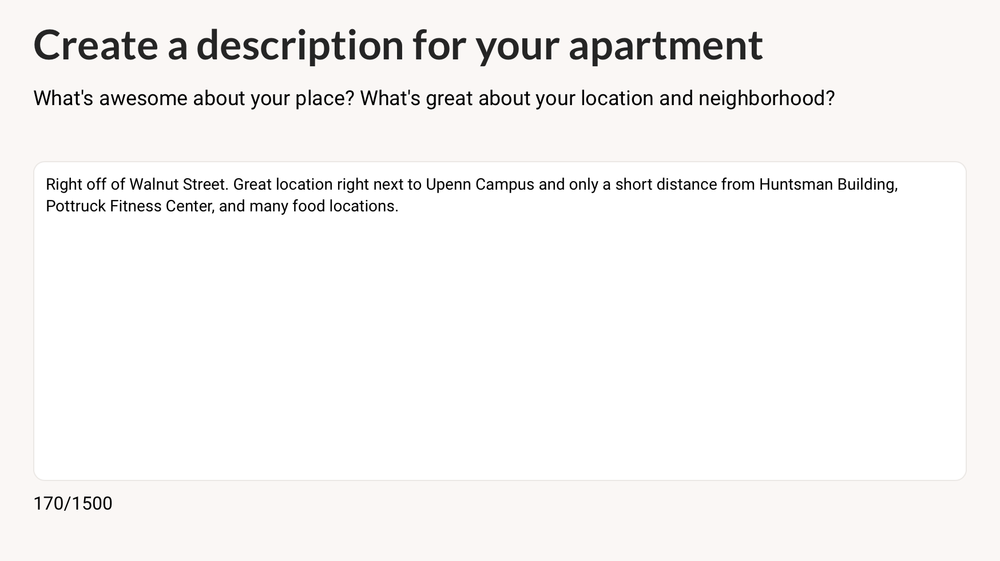 Create a description for your apartment
What's awesome about your place? What's great about your location and neighborhood?
Right off of Walnut Street. Great location right next to Upenn Campus and only a short distance from Huntsman Building,
Pottruck Fitness Center, and many food locations.
170/1500